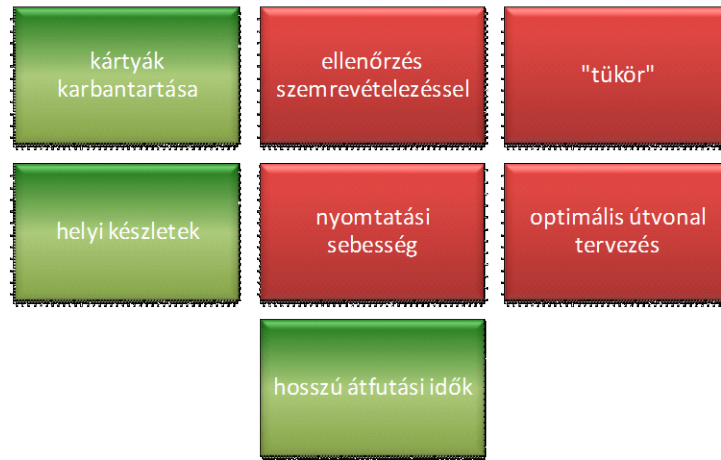 kártyák
karbantartása
ellenőrzés
szemrevételezéssel
"tükör"
helyi készletek
nyomtatási
sebesség
optimális útvonal
tervezés
hosszú átfutási idők